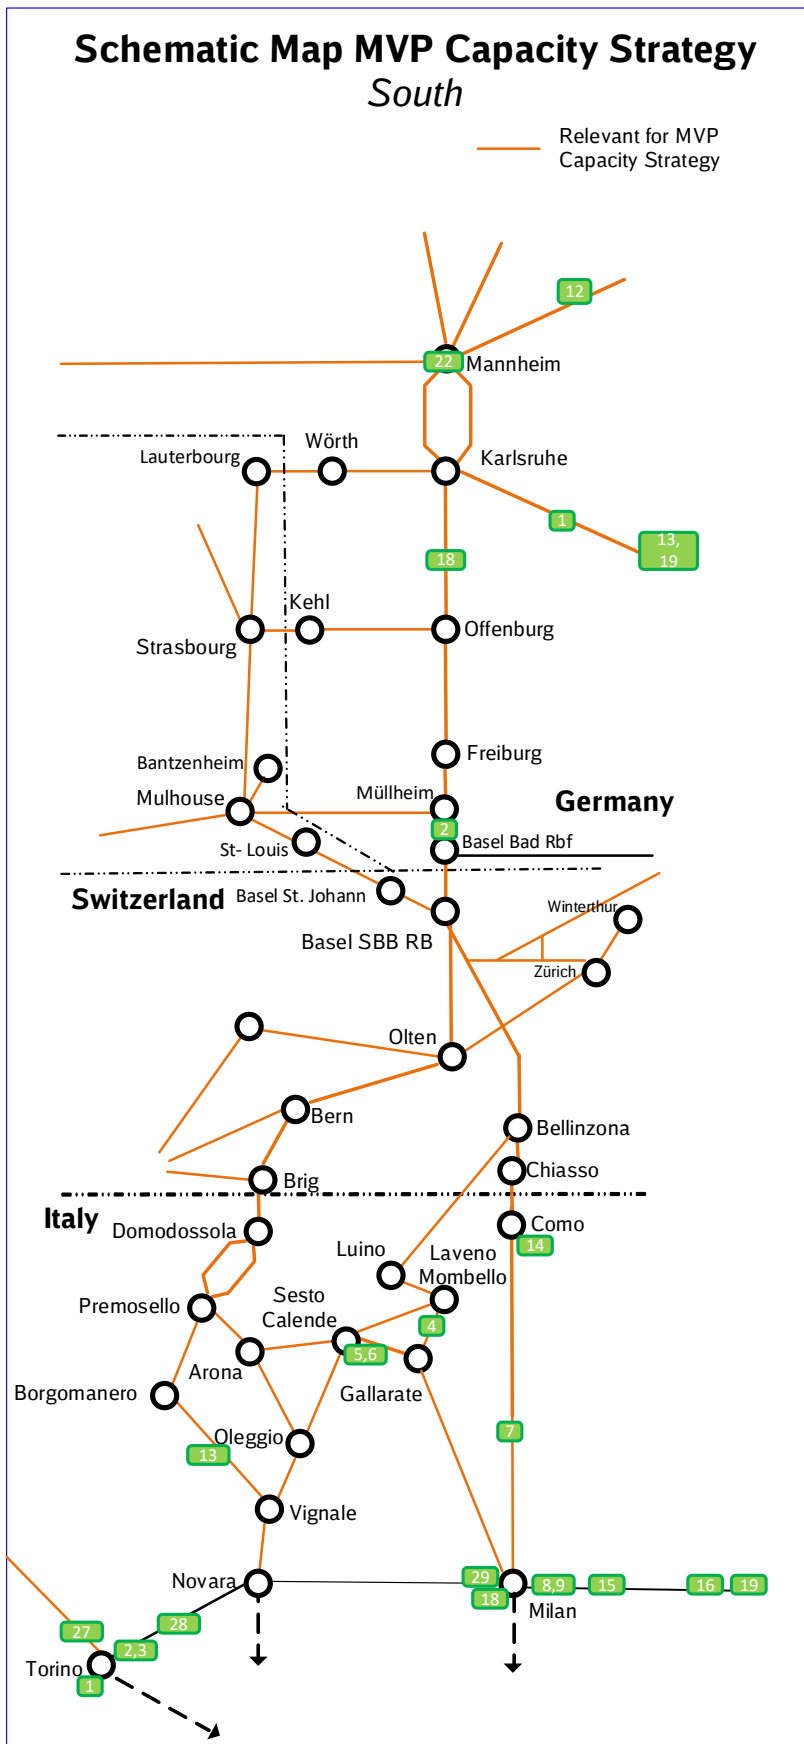 Schematic Map MVP Capacity Strategy
South
Relevant for MVP
Capacity Strategy
12
22
Mannheim
Wörth
Lauterbourg
Karlsruhe
1
13,
19
18
Kehl
Strasbourg
Offenburg
Bantzenheim
Freiburg
Mulhouse
Müllheim
Germany
2
St- Louis
Basel Bad Rbf
Switzerland
Basel St. Johann
Winterthur
Basel SBB RB
Zürich
Olten
Bern
Bellinzona
Chiasso
Brig
Italy
Domodossola
Como
14
Luino
Laveno
Mombello
Premosello
Sesto
Calende
4
5,6
Arona
Gallarate
Borgomanero
7
Oleggio
13
Vignale
Novara
29
8,9
15
16
19
18
Milan
28
27
2,3
Torino
1